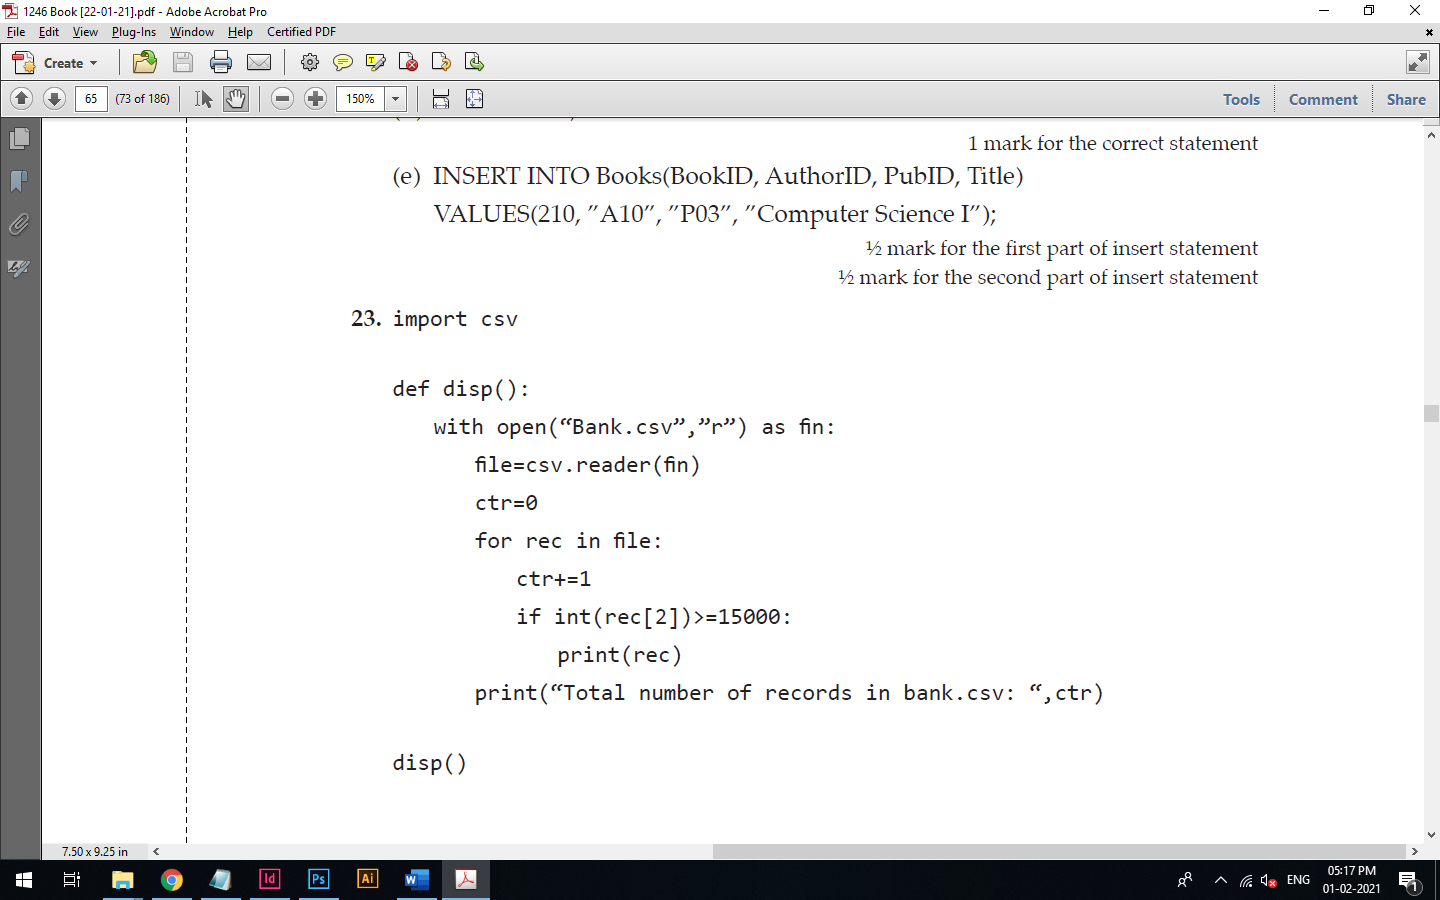 1246 Book [22-01-21].pdf - Adobe Acrobat Pro
File Edit View Plug-Ins Window Help Certified PDF
Create
65 (73 of 186) 150% Tools Comment Share
1 mark for the correct statement
(e) INSERT INTO Books(BookID, AuthorID, PubID, Title)
VALUES(210, ”A10”, ”P03”, ”Computer Science I”);
½ mark for the first part of insert statement
½ mark for the second part of insert statement
23. import csv
def disp():
with open(“Bank.csv”,”r”) as fin:
file=csv.reader(fin)
ctr=0
for rec in file:
ctr+=1
if int(rec[2])>=15000:
print(rec)
print(“Total number of records in bank.csv: “,ctr)
disp()
7.50 x 9.25 in
Id Ps Ai W ENG 05:17 PM
01-02-2021 1